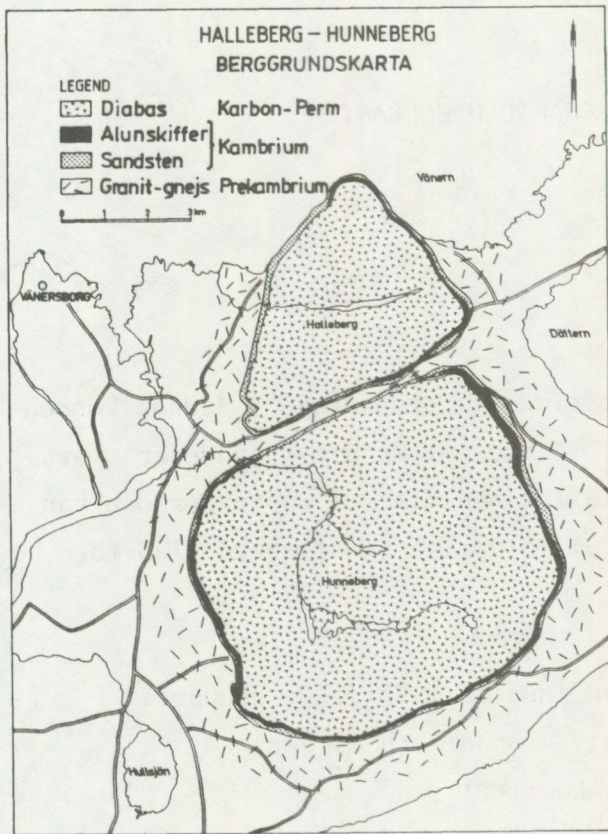 HALLEBERG – HUNNEBERG
BERGGRUNDSKARTA
LEGEND
Diabas Karbon-Perm
Alunskiffer
Kambrium
Sandsten
Granit-gnejs Prekambrium
0 1 2 3 km
Vänern
VÄNERSBORG
Halleberg
Dättern
Hunneberg
Hullsjön